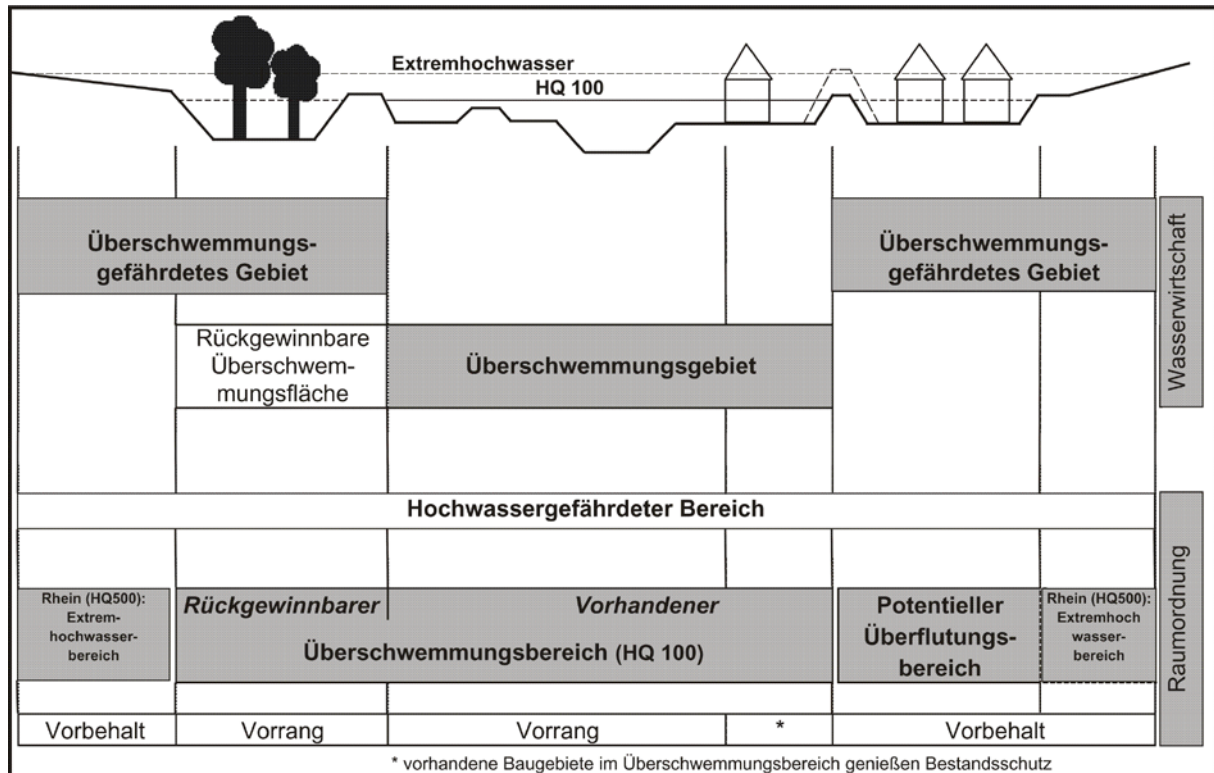 Extremhochwasser
HQ 100
Überschwemmungs-
gefährdetes Gebiet
Überschwemmungs-
gefährdetes Gebiet
Wasserwirtschaft
Rückgewinnbare
Überschwem-
mungsfläche
Überschwemmungsgebiet
Hochwassergefährdeter Bereich
Raumordnung
Rhein (HQ500):
Extrem-
hochwasser-
bereich
Rückgewinnbarer
Vorhandener
Überschwemmungsbereich (HQ 100)
Potentieller
Überflutungs-
bereich
Rhein (HQ500):
Extremhoch
wasser-
bereich
Vorbehalt
Vorrang
Vorrang
*
Vorbehalt
* vorhandene Baugebiete im Überschwemmungsbereich genießen Bestandsschutz